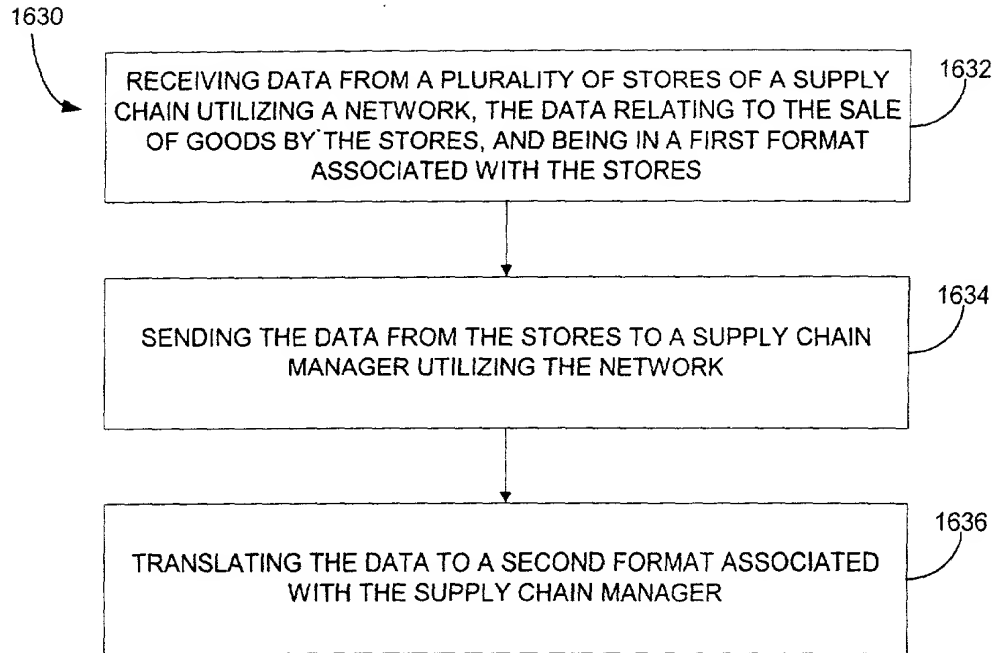 1630
RECEIVING DATA FROM A PLURALITY OF STORES OF A SUPPLY
CHAIN UTILIZING A NETWORK, THE DATA RELATING TO THE SALE
OF GOODS BY THE STORES, AND BEING IN A FIRST FORMAT
ASSOCIATED WITH THE STORES
1632
SENDING THE DATA FROM THE STORES TO A SUPPLY CHAIN
MANAGER UTILIZING THE NETWORK
1634
TRANSLATING THE DATA TO A SECOND FORMAT ASSOCIATED
WITH THE SUPPLY CHAIN MANAGER
1636